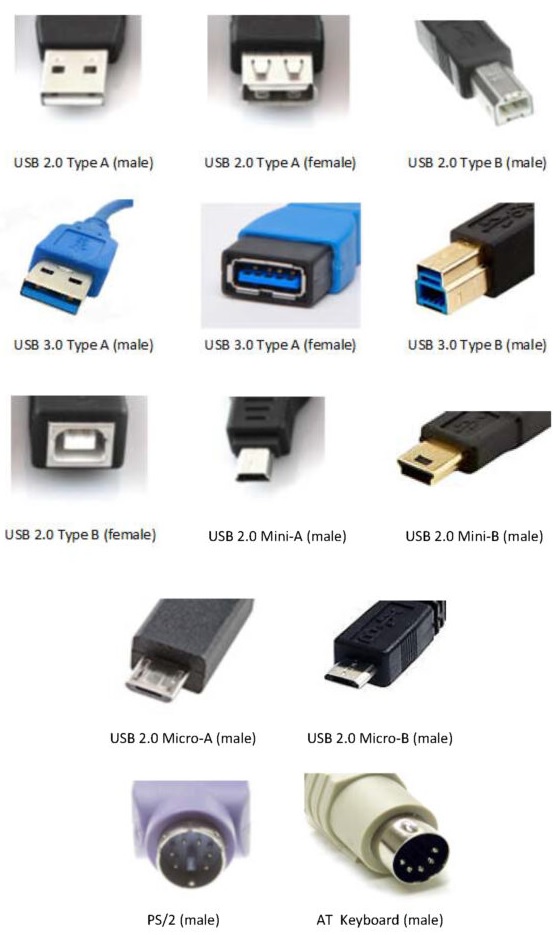 USB 2.0 Type A (male)
USB 2.0 Type A (female)
USB 2.0 Type B (male)
USB 3.0 Type A (male)
USB 3.0 Type A (female)
USB 3.0 Type B (male)
USB 2.0 Type B (female)
USB 2.0 Mini-A (male)
USB 2.0 Mini-B (male)
USB 2.0 Micro-A (male)
USB 2.0 Micro-B (male)
PS/2 (male)
AT Keyboard (male)